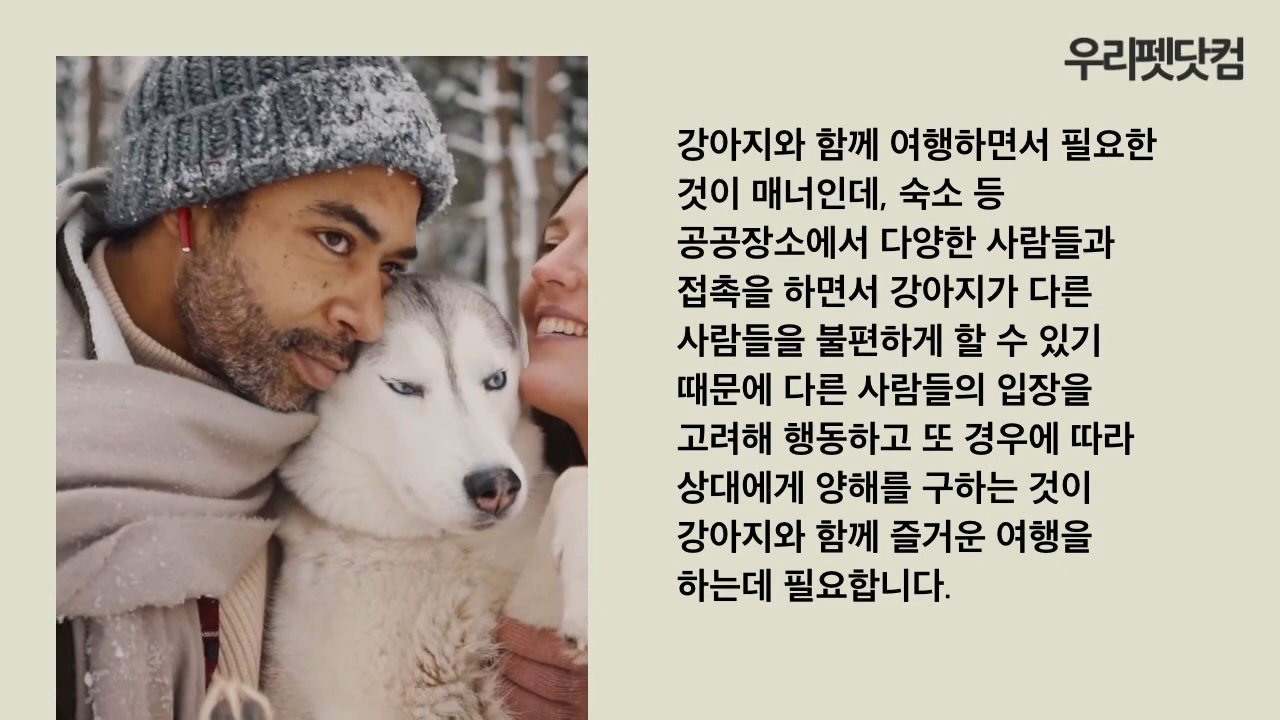 우리펫닷컴
강아지와 함께 여행하면서 필요한
것이 매너인데, 숙소 등
공공장소에서 다양한 사람들과
접촉을 하면서 강아지가 다른
사람들을 불편하게 할 수 있기
때문에 다른 사람들의 입장을
고려해 행동하고 또 경우에 따라
상대에게 양해를 구하는 것이
강아지와 함께 즐거운 여행을
하는데 필요합니다.